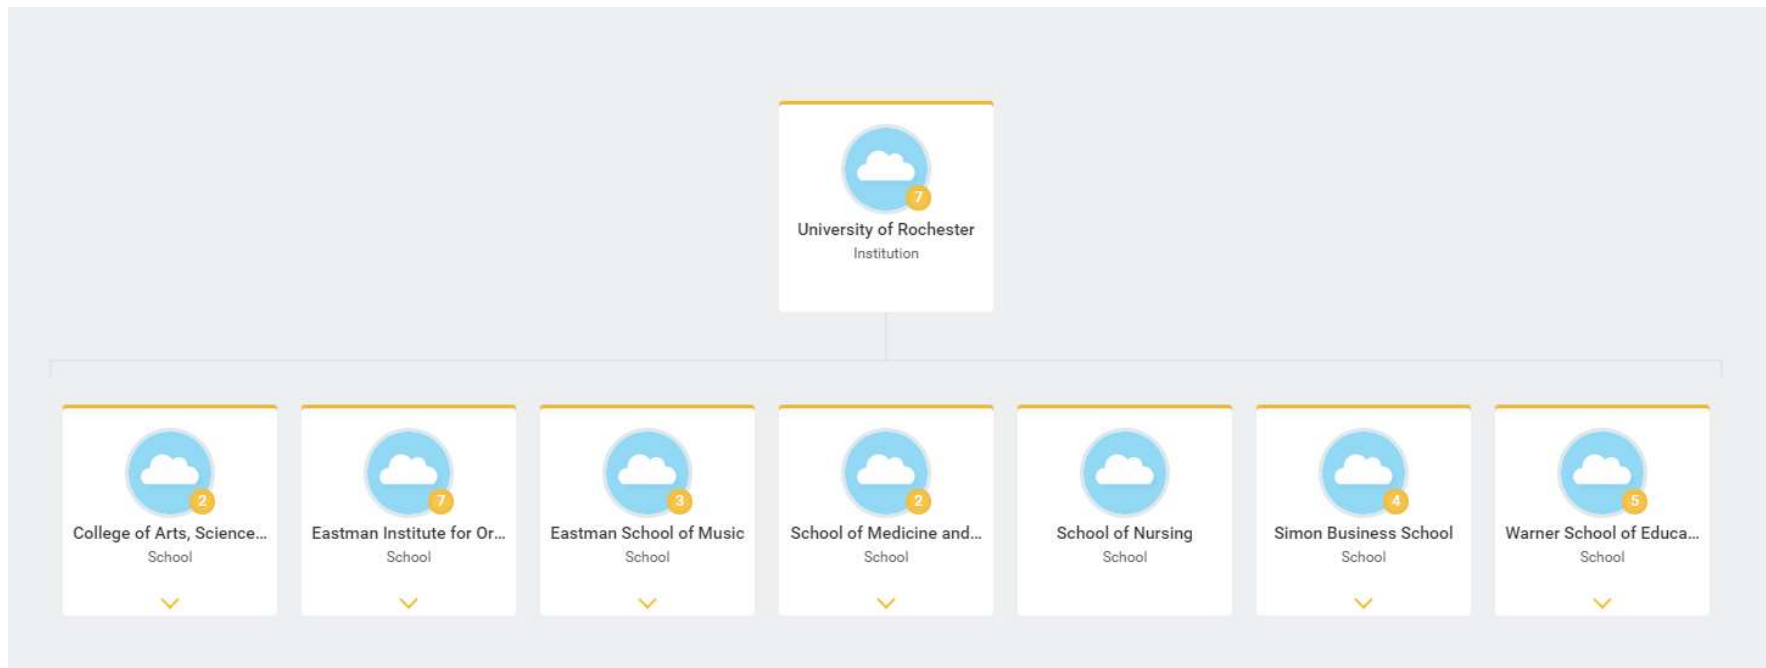 7
University of Rochester
Institution
2
College of Arts, Science...
School
7
Eastman Institute for Or...
School
3
Eastman School of Music
School
2
School of Medicine and...
School
School of Nursing
School
4
Simon Business School
School
5
Warner School of Educa...
School